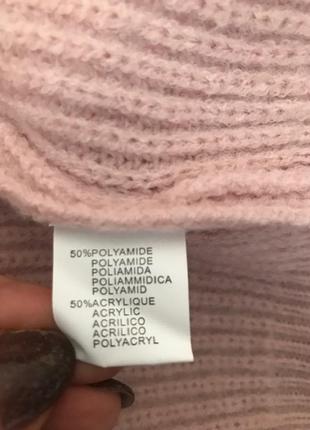 50%POLYAMIDE
POLYAMIDE
POLIAMIDA
POLIAMMIDICA
POLYAMID
50%ACRYLIQUE
ACRYLIC
ACRILICO
ACRILICO
POLYACRYL